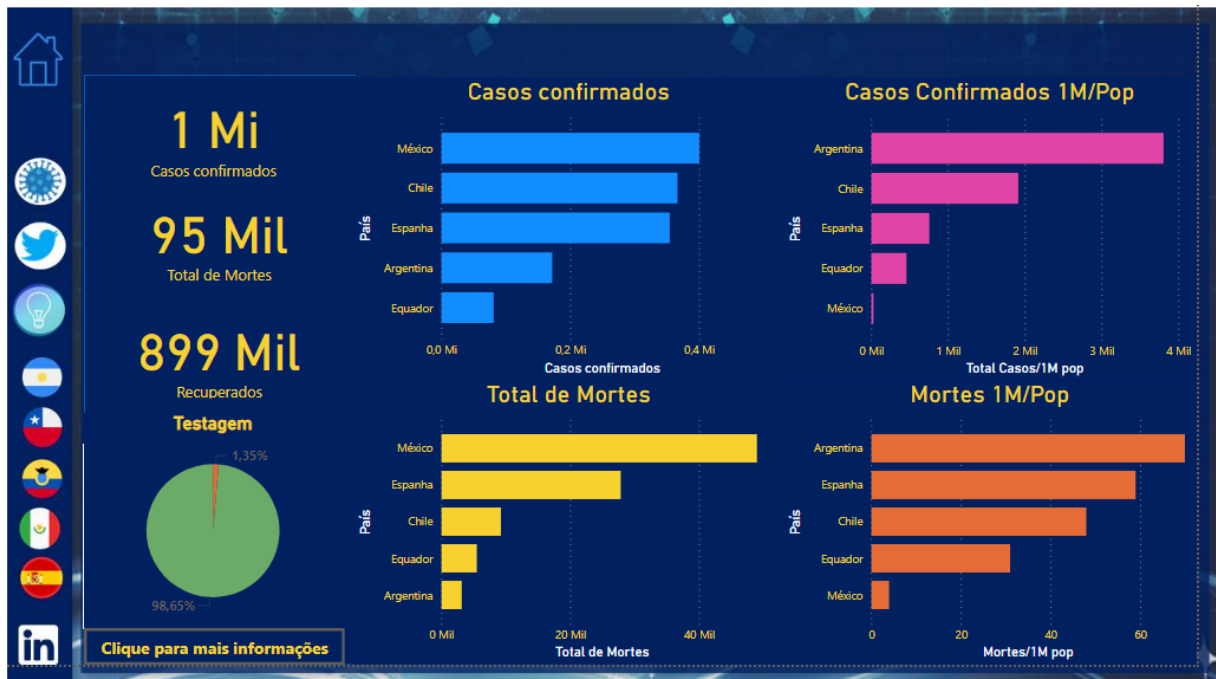 1 Mi
Casos confirmados
95 Mil
Total de Mortes
899 Mil
Recuperados
Testagem
1,35%
98,65%
Clique para mais informações
Casos confirmados
País
México
Chile
Espanha
Argentina
Equador
0,0 Mi 0,2 Mi 0,4 Mi
Casos confirmados
Casos Confirmados 1M/Pop
País
Argentina
Chile
Espanha
Equador
México
0 Mil 1 Mil 2 Mil 3 Mil 4 Mil
Total Casos/1M pop
Total de Mortes
País
México
Espanha
Chile
Equador
Argentina
0 Mil 20 Mil 40 Mil
Total de Mortes
Mortes 1M/Pop
País
Argentina
Espanha
Chile
Equador
México
0 20 40 60
Mortes/1M pop
in